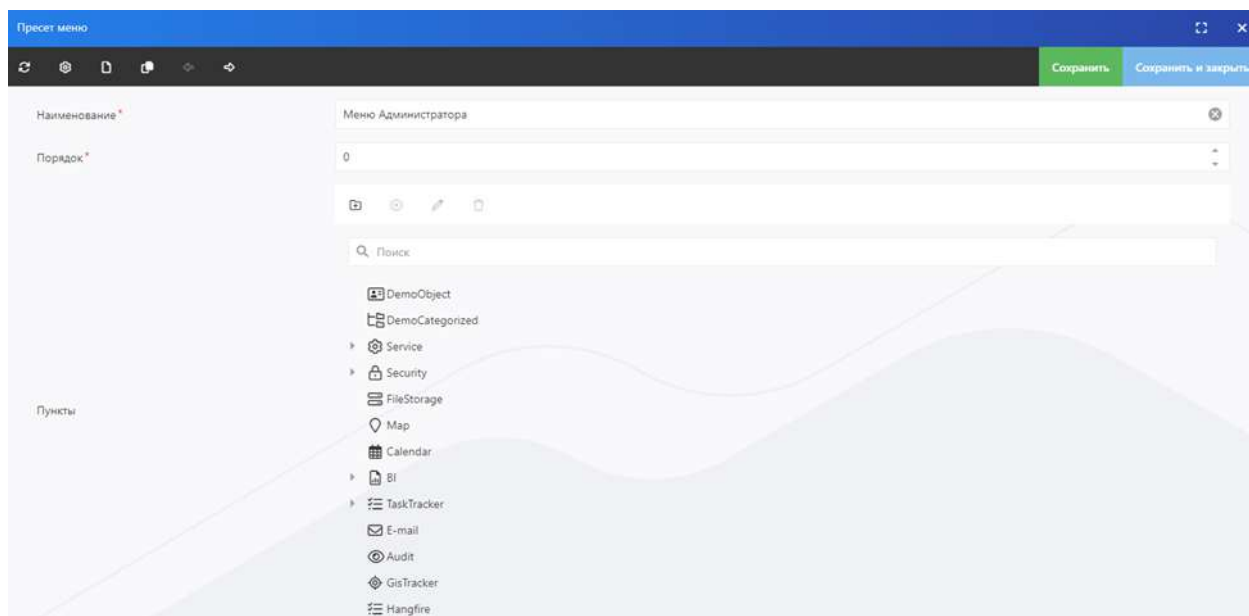 Пресет меню
Сохранить Сохранить и закрыть
Наименование* Меню Администратора
Порядок* 0
Поиск
DemoObject
DemoCategorized
Service
Security
FileStorage
Пункты
Map
Calendar
BI
TaskTracker
E-mail
Audit
GisTracker
Hangfire